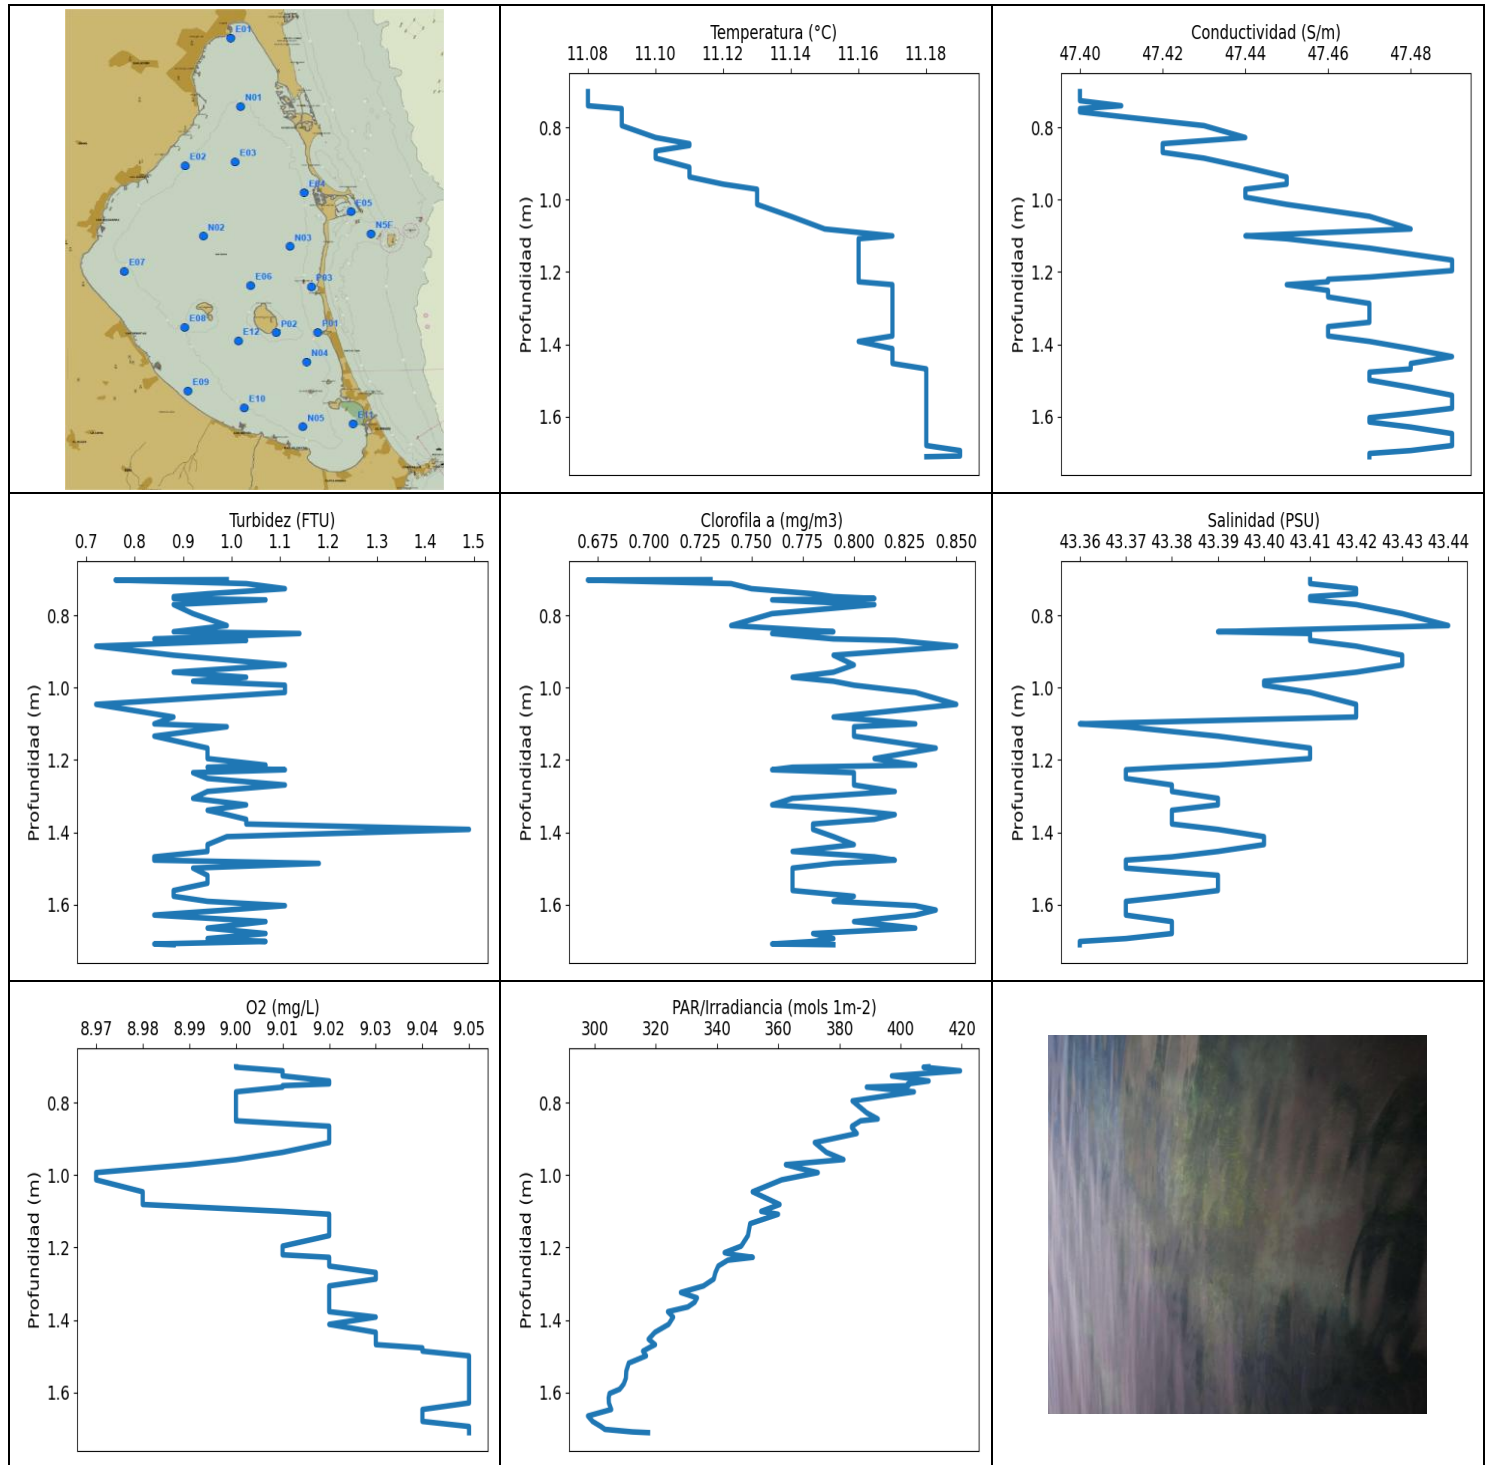 E01
N01
E02
E03
E04
E05
N5F
N02
N03
E07
E06
P03
E08
E12
P02
P01
N04
E09
E10
N05
E11
Temperatura (°C)
11.08 11.10 11.12 11.14 11.16 11.18
Profundidad (m)
0.8
1.0
1.2
1.4
1.6
Conductividad (S/m)
47.40 47.42 47.44 47.46 47.48
Profundidad (m)
0.8
1.0
1.2
1.4
1.6
Turbidez (FTU)
0.7 0.8 0.9 1.0 1.1 1.2 1.3 1.4 1.5
Profundidad (m)
0.8
1.0
1.2
1.4
1.6
Clorofila a (mg/m3)
0.675 0.700 0.725 0.750 0.775 0.800 0.825 0.850
Profundidad (m)
0.8
1.0
1.2
1.4
1.6
Salinidad (PSU)
43.36 43.37 43.38 43.39 43.40 43.41 43.42 43.43 43.44
Profundidad (m)
0.8
1.0
1.2
1.4
1.6
O2 (mg/L)
8.97 8.98 8.99 9.00 9.01 9.02 9.03 9.04 9.05
Profundidad (m)
0.8
1.0
1.2
1.4
1.6
PAR/Irradiancia (mols 1m-2)
300 320 340 360 380 400 420
Profundidad (m)
0.8
1.0
1.2
1.4
1.6